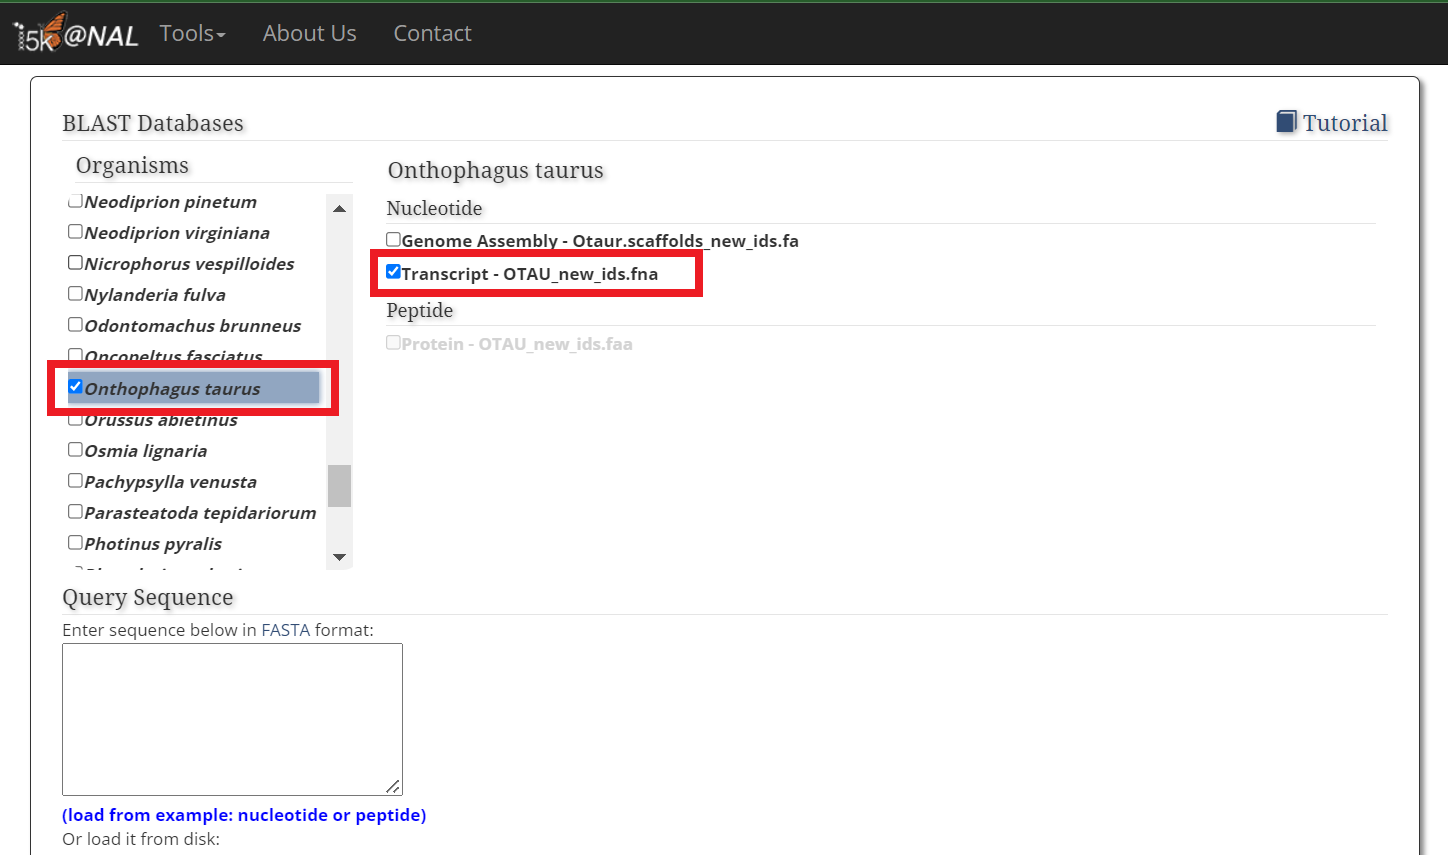 i5k@NAL Tools About Us Contact
BLAST Databases
Tutorial
Organisms
Neodiprion pinetum
Neodiprion virginiana
Nicrophorus vespilloides
Nylanderia fulva
Odontomachus brunneus
Oncopeltus fasciatus
Onthophagus taurus
Orussus abietinus
Osmia lignaria
Pachypsylla venusta
Parasteatoda tepidariorum
Photinus pyralis
Onthophagus taurus
Nucleotide
Genome Assembly - Otaur.scaffolds_new_ids.fa
Transcript - OTAU_new_ids.fna
Peptide
Protein - OTAU_new_ids.faa
Query Sequence
Enter sequence below in FASTA format:
(load from example: nucleotide or peptide)
Or load it from disk: